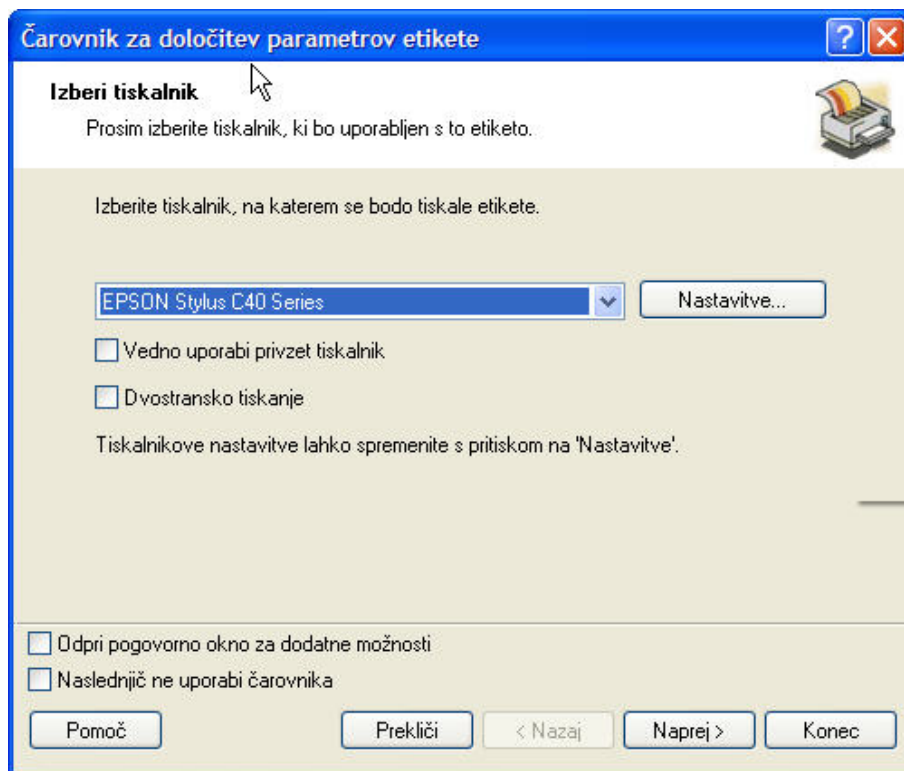 Čarovnik za določitev parametrov etikete
Izberi tiskalnik
Prosim izberite tiskalnik, ki bo uporabljen s to etiketo.
Izberite tiskalnik, na katerem se bodo tiskale etikete.
EPSON Stylus C40 Series
Nastavitve...
Vedno uporabi privzet tiskalnik
Dvostransko tiskanje
Tiskalnikove nastavitve lahko spremenite s pritiskom na 'Nastavitve'.
Odpri pogovorno okno za dodatne možnosti
Naslednjič ne uporabi čarovnika
Pomoč Prekliči < Nazaj Naprej > Konec